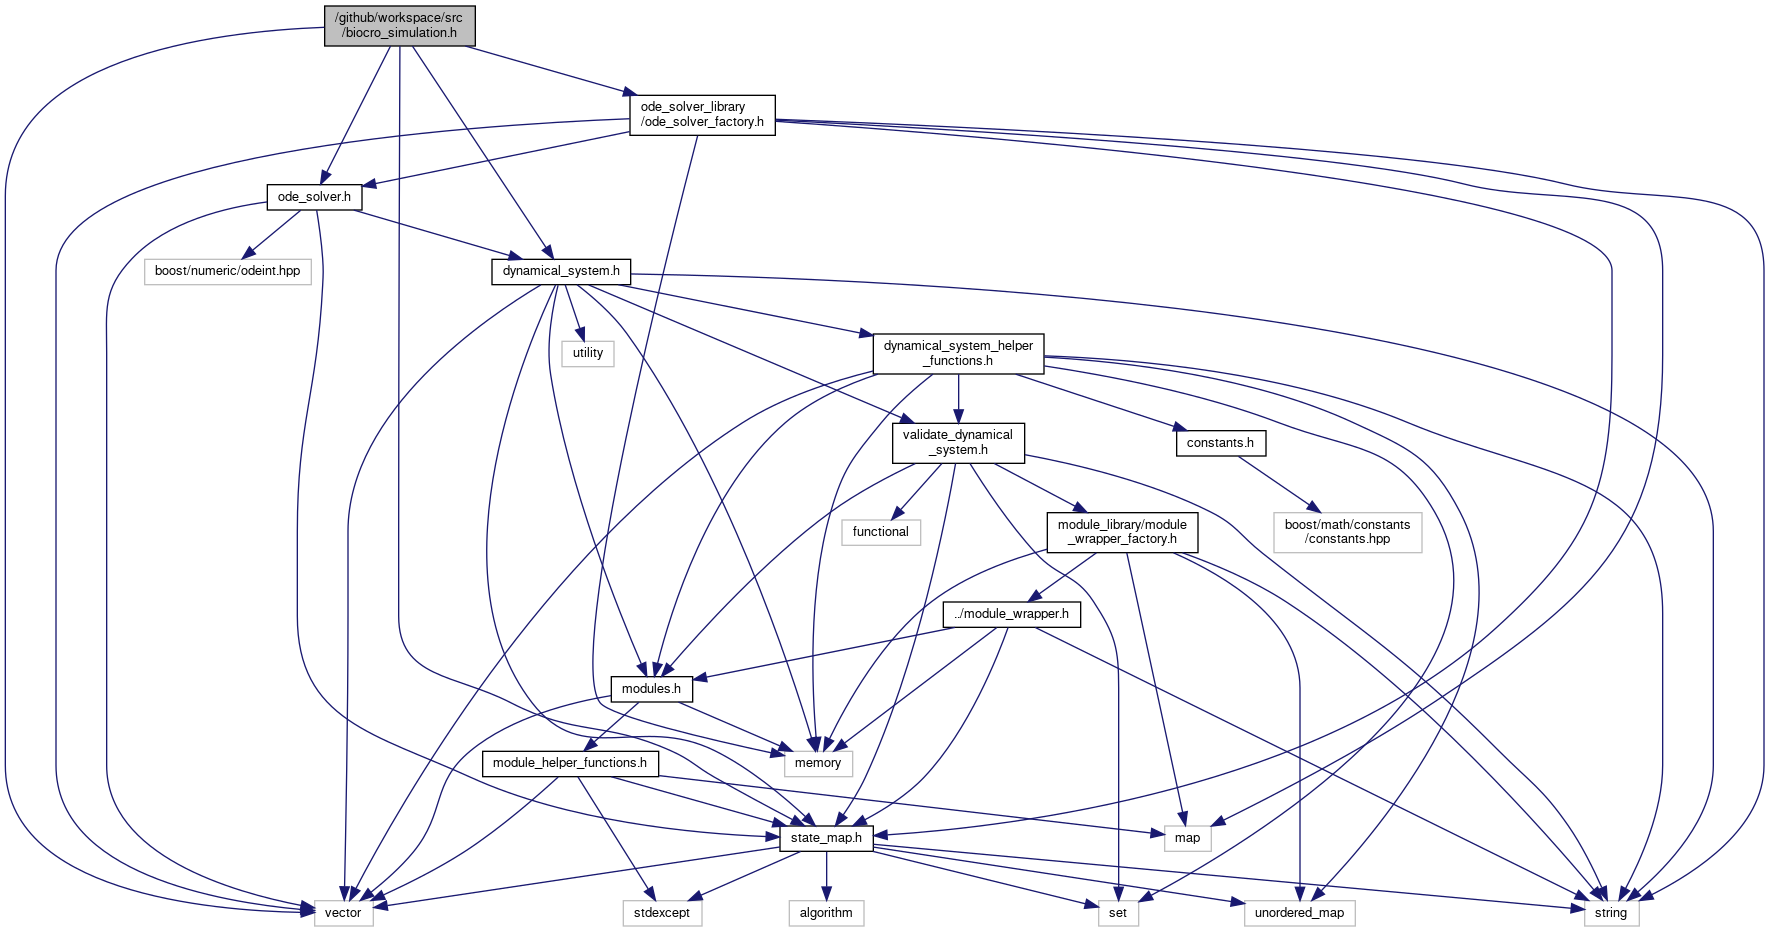 /github/workspace/src
/biocro_simulation.h
ode_solver_library
/ode_solver_factory.h
ode_solver.h
boost/numeric/odeint.hpp
dynamical_system.h
utility
dynamical_system_helper
_functions.h
validate_dynamical
_system.h
constants.h
functional
module_library/module
_wrapper_factory.h
boost/math/constants
/constants.hpp
../module_wrapper.h
modules.h
module_helper_functions.h
memory
state_map.h
map
vector
stdexcept
algorithm
set
unordered_map
string